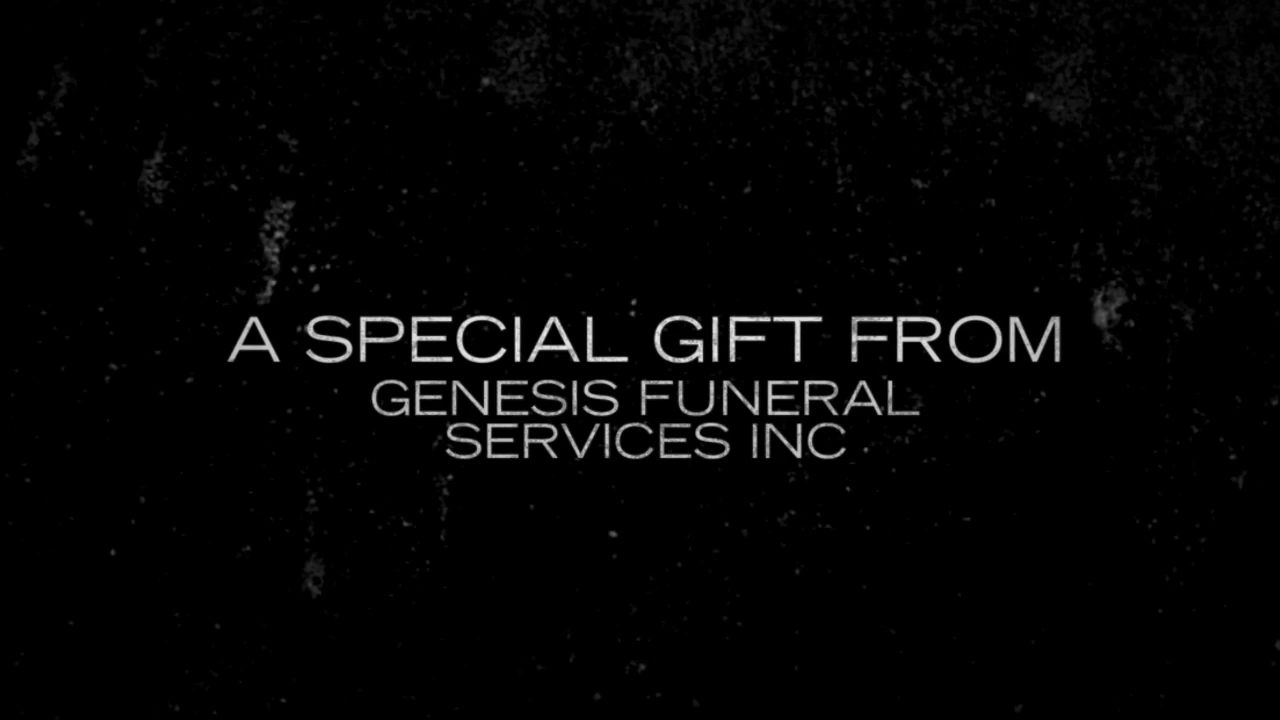 A SPECIAL GIFT FROM
GENESIS FUNERAL
SERVICES INC